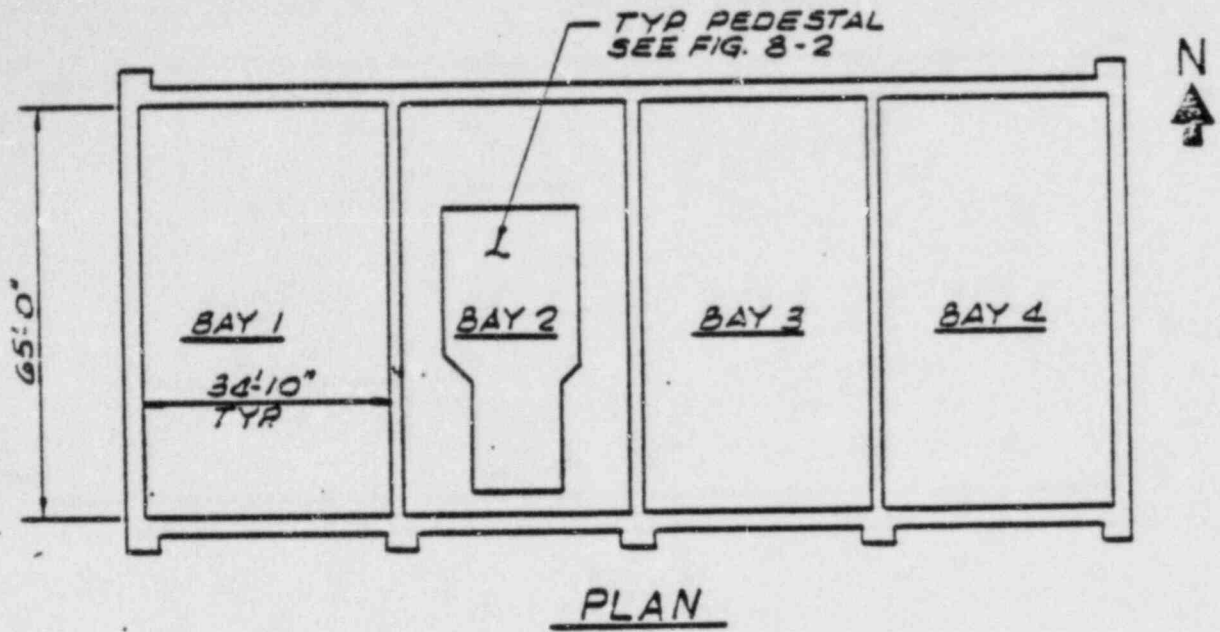 TYP. PEDESTAL
SEE FIG. 8-2
N
65'-0"
BAY 1
BAY 2
BAY 3
BAY 4
34'-10"
TYP.
PLAN